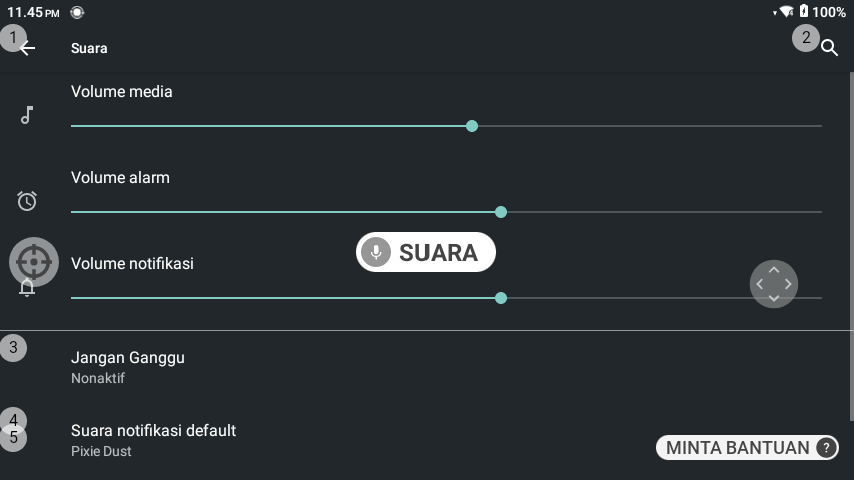 11.45 PM
100%
1
Suara
2
Volume media
Volume alarm
SUARA
Volume notifikasi
3
Jangan Ganggu
Nonaktif
4
5
Suara notifikasi default
Pixie Dust
MINTA BANTUAN ?